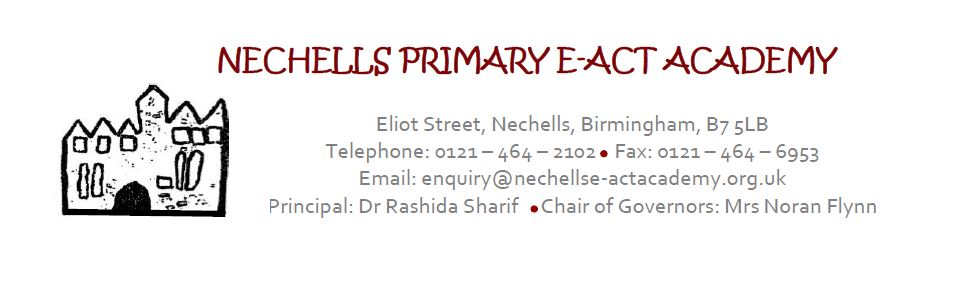 NECHELLS PRIMARY E-ACT ACADEMY
Eliot Street, Nechells, Birmingham, B7 5LB
Telephone: 0121 – 464 – 2102 • Fax: 0121 – 464 – 6953
Email: enquiry@nechellse-actacademy.org.uk
Principal: Dr Rashida Sharif •Chair of Governors: Mrs Noran Flynn